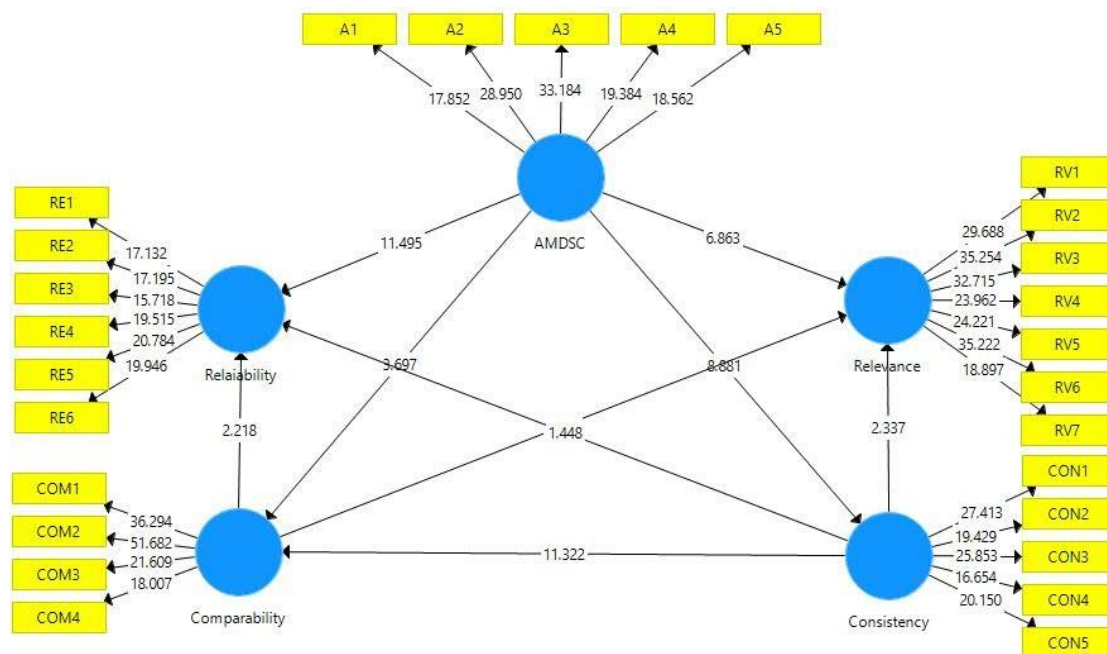 A1
A2
A3
A4
A5
17.852
28.950
33.184
19.384
18.562
AMDSC
RE1
RE2
RE3
RE4
RE5
RE6
17.132
17.195
15.718
19.515
20.784
19.946
Relaiability
11.495
6.863
RV1
RV2
RV3
RV4
RV5
RV6
RV7
29.688
35.254
32.715
23.962
24.221
35.222
18.897
Relevance
3.697
8.881
2.218
1.448
2.337
COM1
COM2
COM3
COM4
36.294
51.682
21.609
18.007
Comparability
11.322
CON1
CON2
CON3
CON4
CON5
27.413
19.429
25.853
16.654
20.150
Consistency